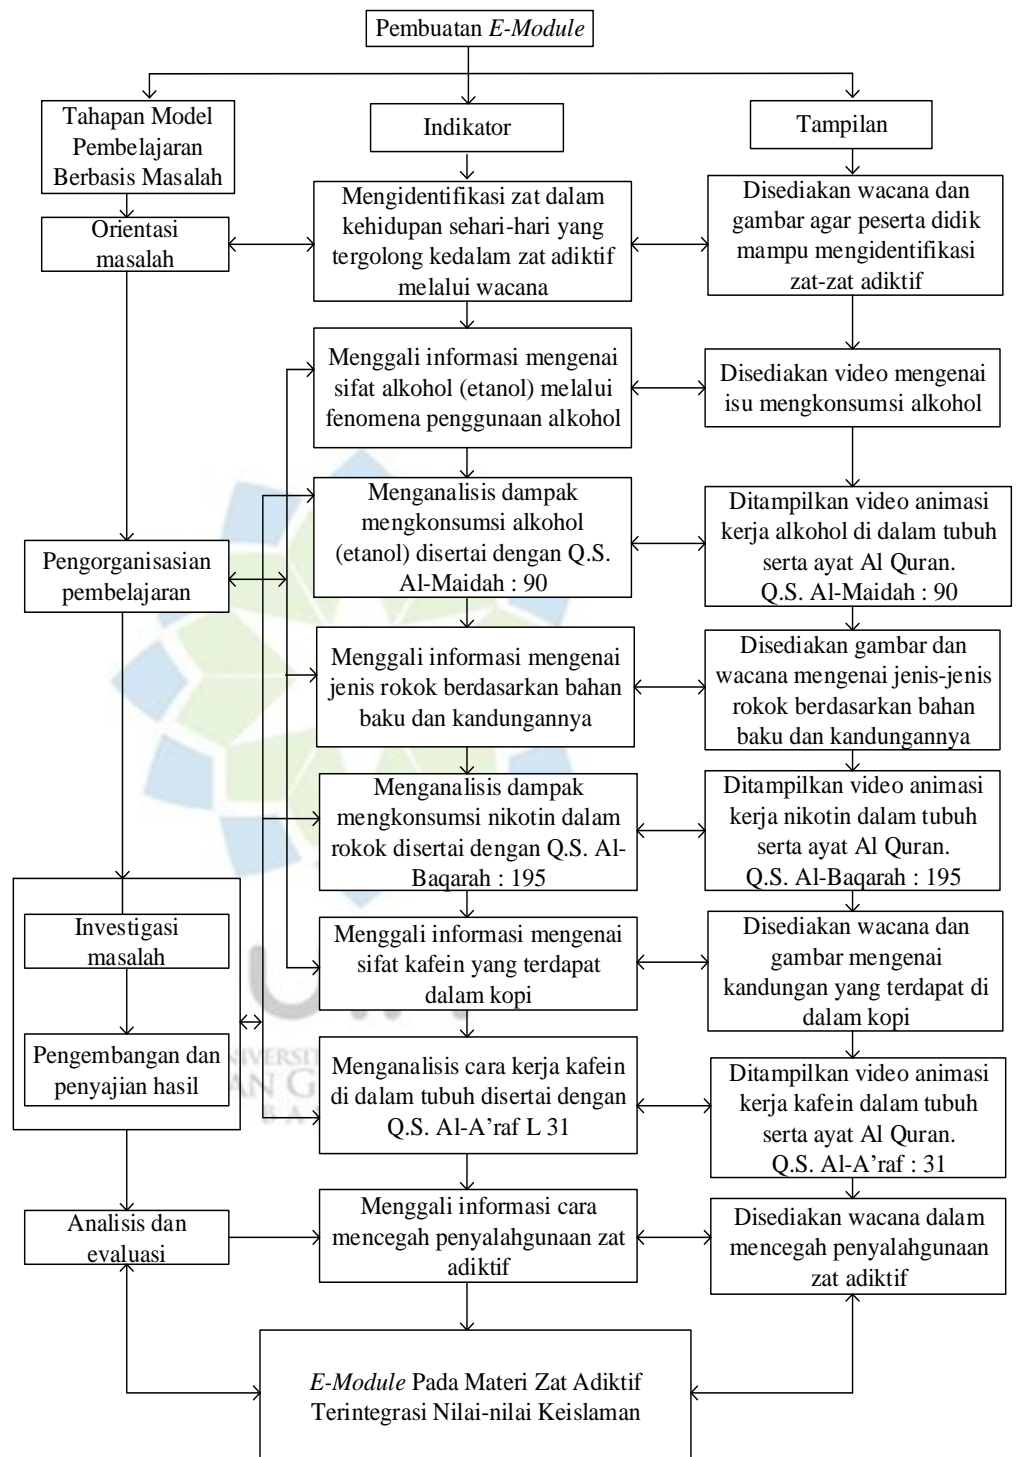 Pembuatan E-Module
Tahapan Model
Pembelajaran
Berbasis Masalah
Indikator
Tampilan
Orientasi
masalah
Mengidentifikasi zat dalam
kehidupan sehari-hari yang
tergolong kedalam zat adiktif
melalui wacana
Disediakan wacana dan
gambar agar peserta didik
mampu mengidentifikasi
zat-zat adiktif
Menggali informasi mengenai
sifat alkohol (etanol) melalui
fenomena penggunaan alkohol
Disediakan video mengenai
isu mengkonsumsi alkohol
Pengorganisasian
pembelajaran
Menganalisis dampak
mengkonsumsi alkohol
(etanol) disertai dengan Q.S.
Al-Maidah : 90
Ditampilkan video animasi
kerja alkohol di dalam tubuh
serta ayat Al Quran.
Q.S. Al-Maidah : 90
Menggali informasi mengenai
jenis rokok berdasarkan bahan
baku dan kandungannya
Disediakan gambar dan
wacana mengenai jenis-jenis
rokok berdasarkan bahan
baku dan kandungannya
Menganalisis dampak
mengkonsumsi nikotin dalam
rokok disertai dengan Q.S. Al-
Baqarah : 195
Ditampilkan video animasi
kerja nikotin dalam tubuh
serta ayat Al Quran.
Q.S. Al-Baqarah : 195
Investigasi
masalah
Menggali informasi mengenai
sifat kafein yang terdapat
dalam kopi
Disediakan wacana dan
gambar mengenai
kandungan yang terdapat di
dalam kopi
Pengembangan dan
penyajian hasil
Menganalisis cara kerja kafein
di dalam tubuh disertai dengan
Q.S. Al-A’raf L 31
Ditampilkan video animasi
kerja kafein dalam tubuh
serta ayat Al Quran.
Q.S. Al-A’raf : 31
Analisis dan
evaluasi
Menggali informasi cara
mencegah penyalahgunaan zat
adiktif
Disediakan wacana dalam
mencegah penyalahgunaan
zat adiktif
E-Module Pada Materi Zat Adiktif
Terintegrasi Nilai-nilai Keislaman